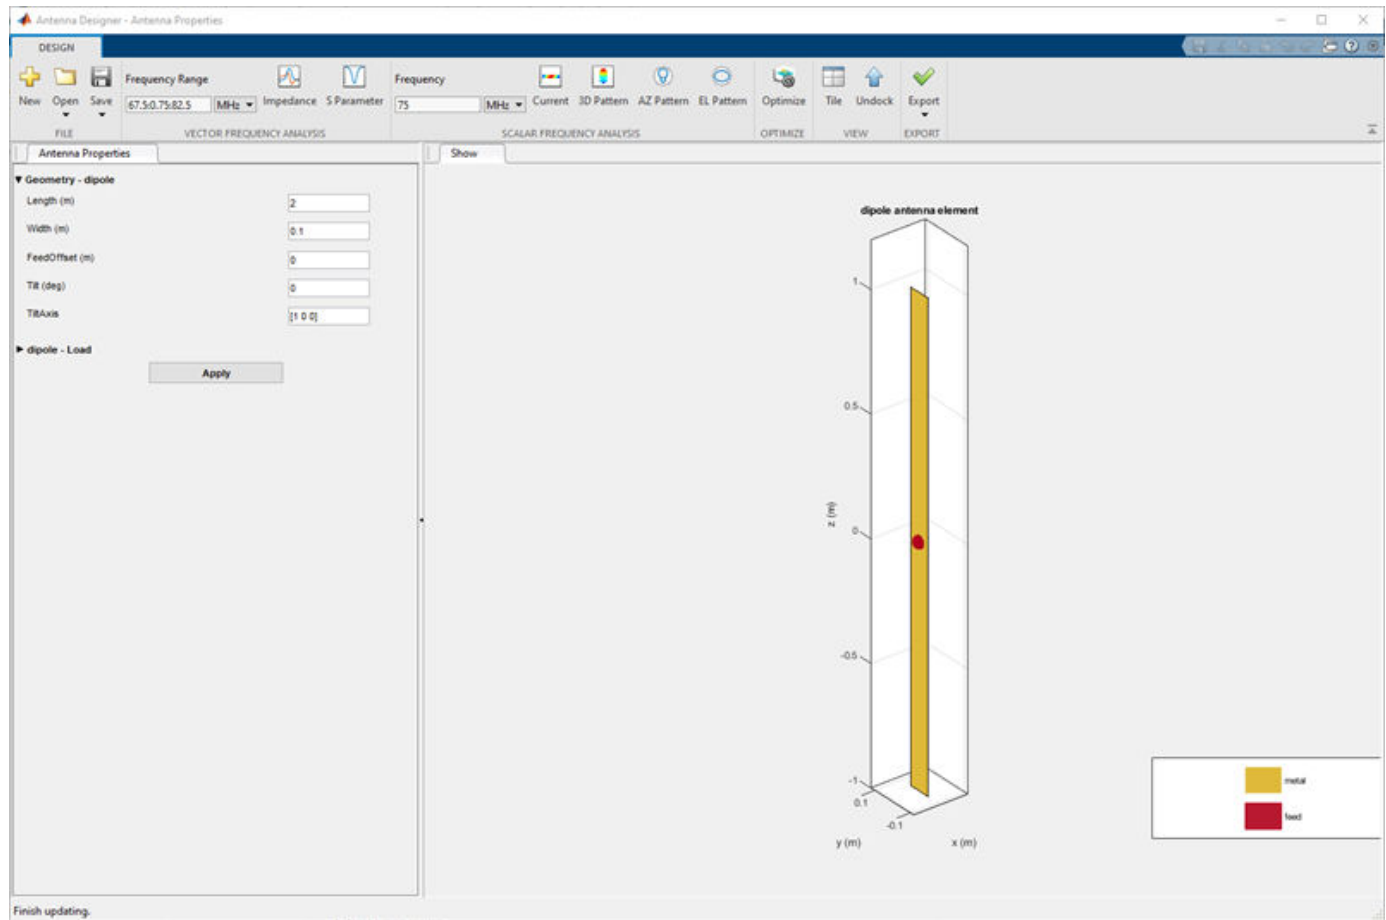 Antenna Designer - Antenna Properties
DESIGN
New Open Save
Frequency Range
67.5:0.75:82.5 MHz
Impedance S Parameter
Frequency
75 MHz
Current 3D Pattern AZ Pattern EL Pattern
Optimize
Tile Undock
Export
FILE VECTOR FREQUENCY ANALYSIS SCALAR FREQUENCY ANALYSIS OPTIMIZE VIEW EXPORT
Antenna Properties
Show
Geometry - dipole
Length (m) 2
Width (m) 0.1
FeedOffset (m) 0
Tilt (deg) 0
TiltAxis [1 0 0]
dipole - Load
Apply
dipole antenna element
1
0.5
z (m)
0
-0.5
-1
0.1
-0.1
y (m) x (m)
metal
feed
Finish updating.